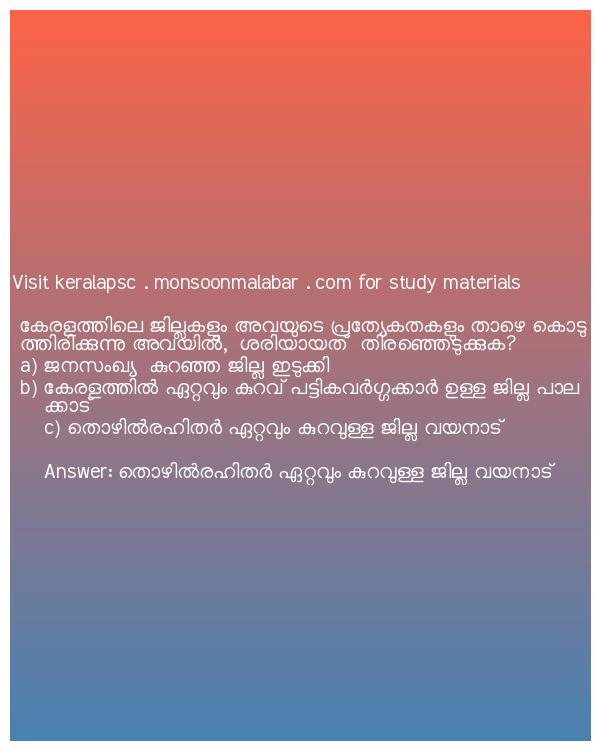 Visit keralapsc . monsoonmalabar . com for study materials
കേരളത്തിലെ ജില്ലകളും അവയുടെ പ്രത്യേകതകളും താഴെ കൊടു
ത്തിരിക്കുന്നു അവയിൽ, ശരിയായത് തിരഞ്ഞെടുക്കുക?
a) ജനസംഖ്യ കുറഞ്ഞ ജില്ല ഇടുക്കി
b) കേരളത്തിൽ ഏറ്റവും കുറവ് പട്ടികവർഗ്ഗക്കാർ ഉള്ള ജില്ല പാല
ക്കാട്
c) തൊഴിൽരഹിതർ ഏറ്റവും കുറവുള്ള ജില്ല വയനാട്
Answer: തൊഴിൽരഹിതർ ഏറ്റവും കുറവുള്ള ജില്ല വയനാട്